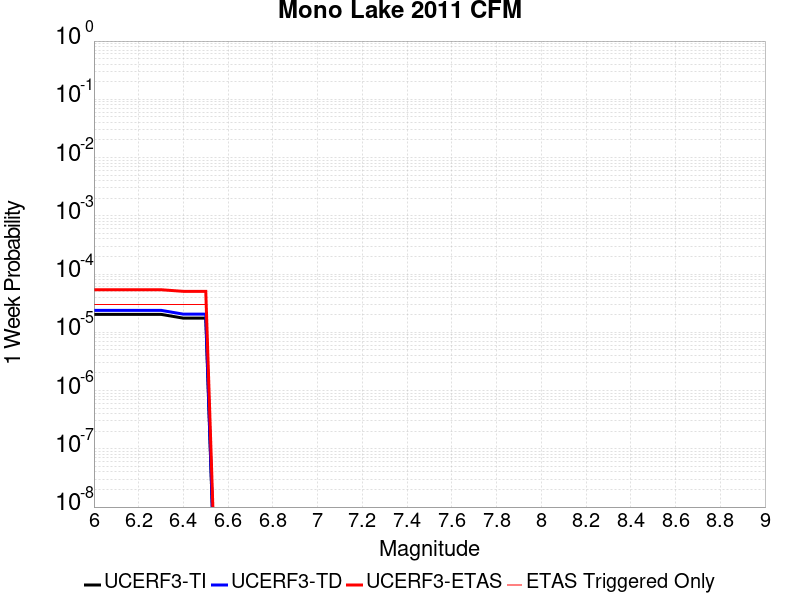 Mono Lake 2011 CFM
1 Week Probability
10^0
10^-1
10^-2
10^-3
10^-4
10^-5
10^-6
10^-7
10^-8
6 6.2 6.4 6.6 6.8 7 7.2 7.4 7.6 7.8 8 8.2 8.4 8.6 8.8 9
Magnitude
UCERF3-TI UCERF3-TD UCERF3-ETAS ETAS Triggered Only